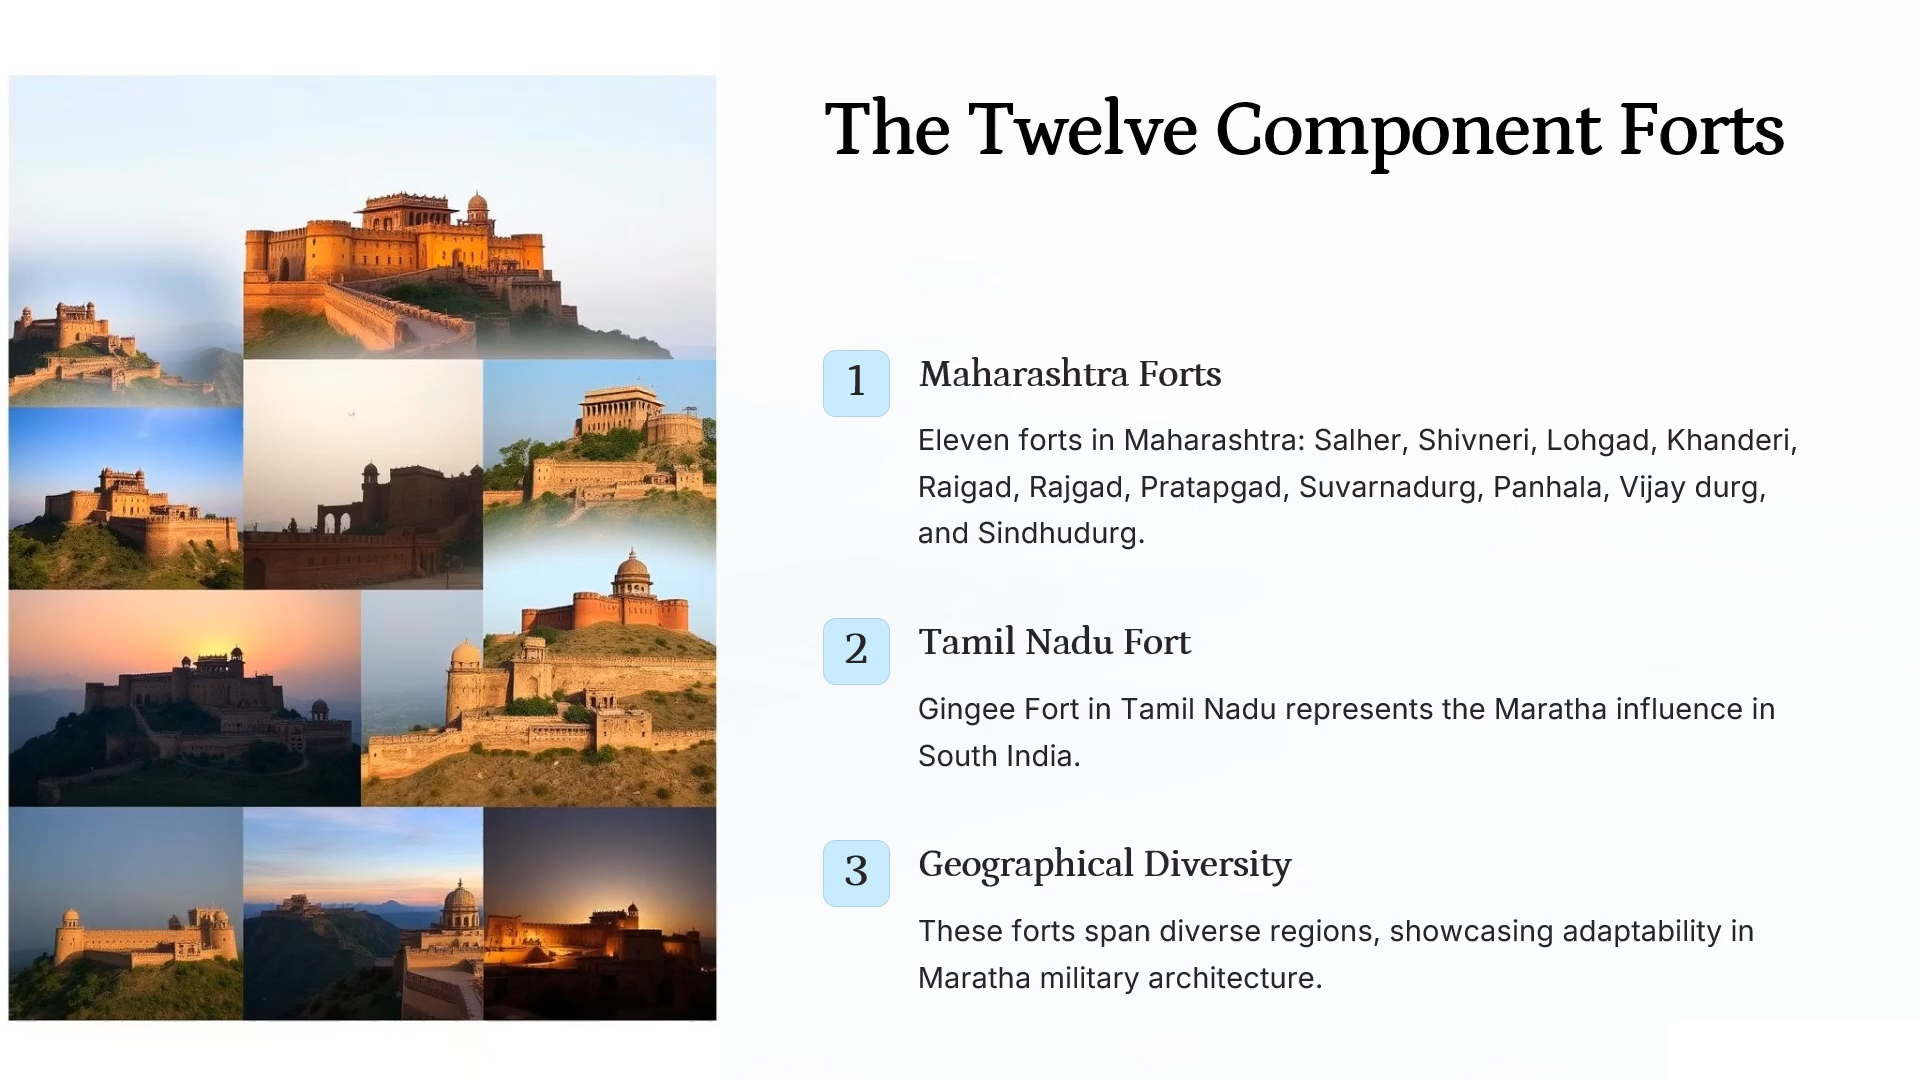 The Twelve Component Forts
1
Maharashtra Forts
Eleven forts in Maharashtra: Salher, Shivneri, Lohgad, Khanderi,
Raigad, Rajgad, Pratapgad, Suvarnadurg, Panhala, Vijay durg,
and Sindhudurg.
2
Tamil Nadu Fort
Gingee Fort in Tamil Nadu represents the Maratha influence in
South India.
3
Geographical Diversity
These forts span diverse regions, showcasing adaptability in
Maratha military architecture.